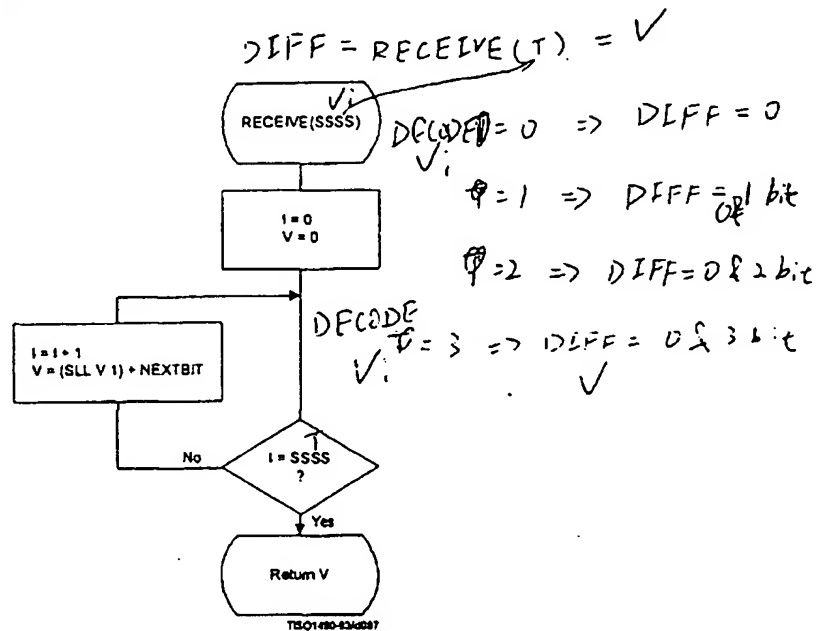 DIFF = RECEIVE(T) = V
Vi
RECEIVE(SSSS)
DECODE = 0 => DIFF = 0
Vi
I = 0
V = 0
= 1 => DIFF = 1 bit
= 2 => DIFF = 0 & 2 bit
DECODE
= 3 => DIFF = 0 & 3 bit
Vi
V
I = I + 1
V = (SLL V 1) + NEXTBIT
T
I = SSSS
?
No
Yes
Return V
TISO1490-93/d087